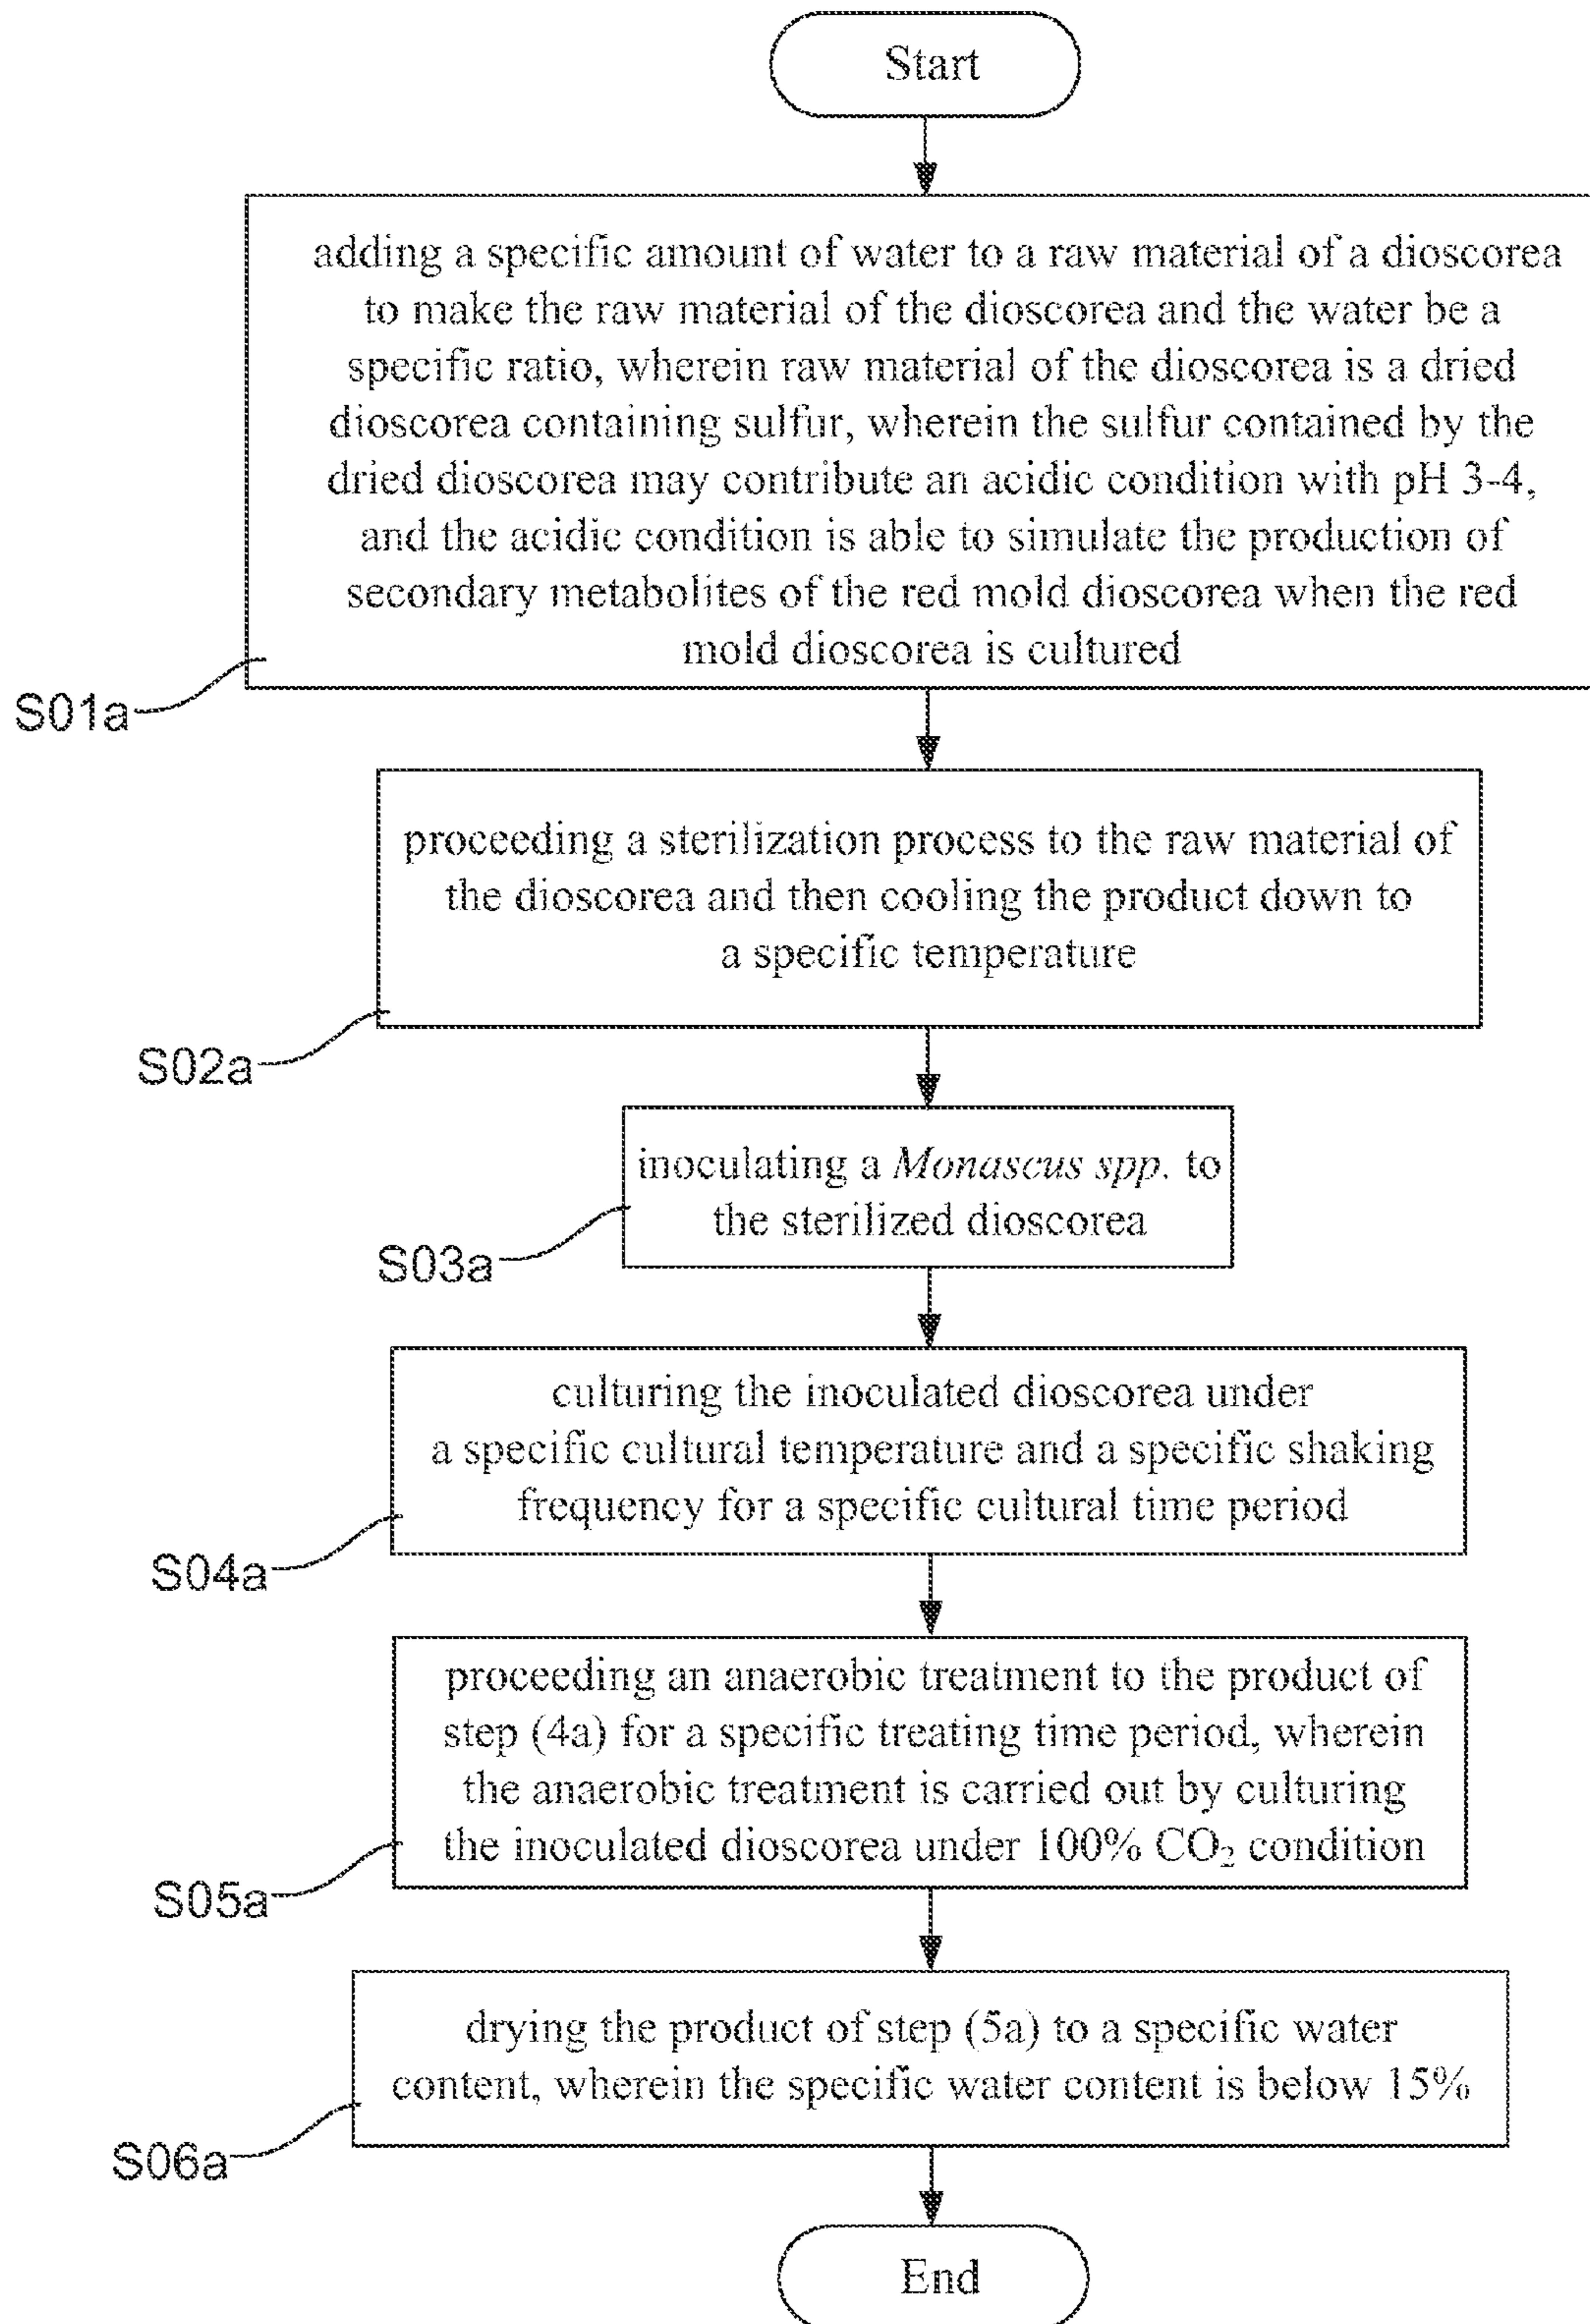 Start
adding a specific amount of water to a raw material of a dioscorea
to make the raw material of the dioscorea and the water be a
specific ratio, wherein raw material of the dioscorea is a dried
dioscorea containing sulfur, wherein the sulfur contained by the
dried dioscorea may contribute an acidic condition with pH 3-4,
and the acidic condition is able to simulate the production of
secondary metabolites of the red mold dioscorea when the red
mold dioscorea is cultured
S01a
proceeding a sterilization process to the raw material of
the dioscorea and then cooling the product down to
a specific temperature
S02a
inoculating a Monascus spp. to
the sterilized dioscorea
S03a
culturing the inoculated dioscorea under
a specific cultural temperature and a specific shaking
frequency for a specific cultural time period
S04a
proceeding an anaerobic treatment to the product of
step (4a) for a specific treating time period, wherein
the anaerobic treatment is carried out by culturing
the inoculated dioscorea under 100% CO₂ condition
S05a
drying the product of step (5a) to a specific water
content, wherein the specific water content is below 15%
S06a
End